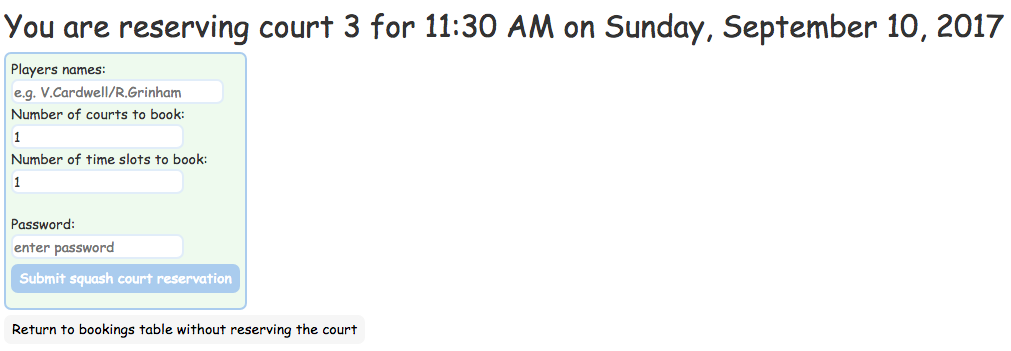 You are reserving court 3 for 11:30 AM on Sunday, September 10, 2017
Players names:
e.g. V.Cardwell/R.Grinham
Number of courts to book:
1
Number of time slots to book:
1
Password:
enter password
Submit squash court reservation
Return to bookings table without reserving the court